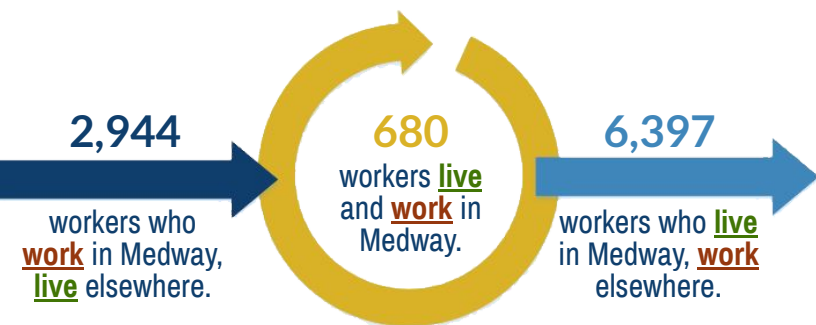 2,944
workers who
work in Medway,
live elsewhere.
680
workers live
and work in
Medway.
6,397
workers who live
in Medway, work
elsewhere.